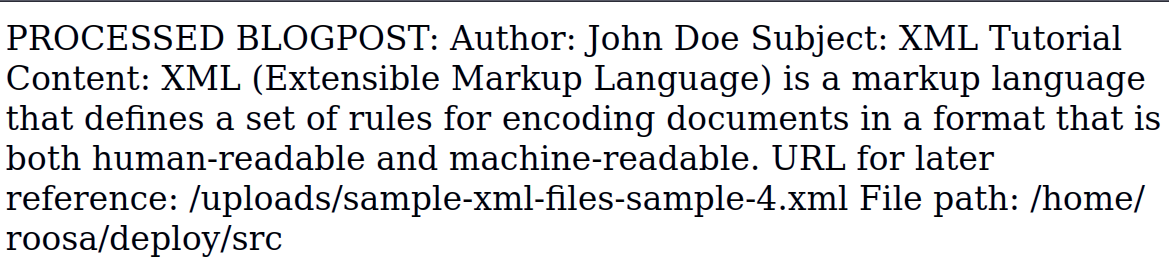 PROCESSED BLOGPOST: Author: John Doe Subject: XML Tutorial
Content: XML (Extensible Markup Language) is a markup language
that defines a set of rules for encoding documents in a format that is
both human-readable and machine-readable. URL for later
reference: /uploads/sample-xml-files-sample-4.xml File path: /home/
roosa/deploy/src